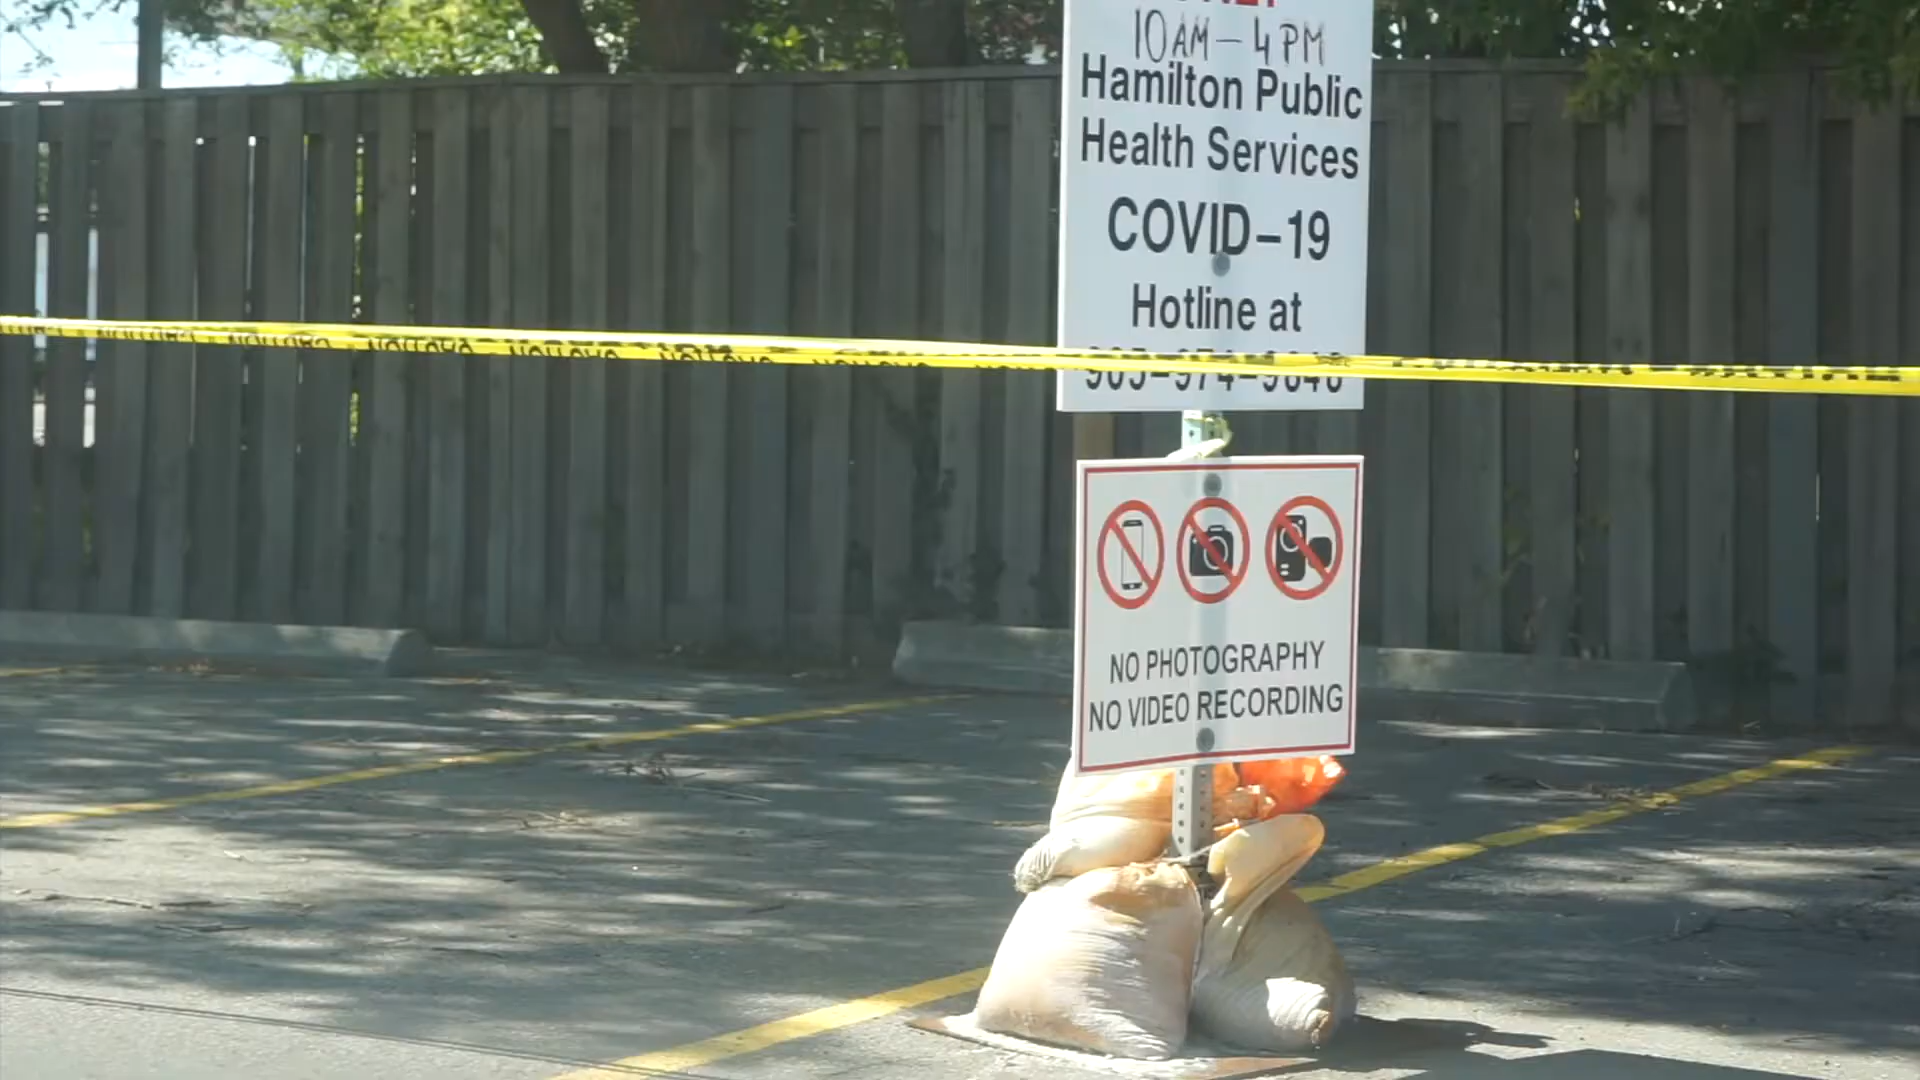 10AM – 4PM
Hamilton Public
Health Services
COVID–19
Hotline at
NO PHOTOGRAPHY
NO VIDEO RECORDING